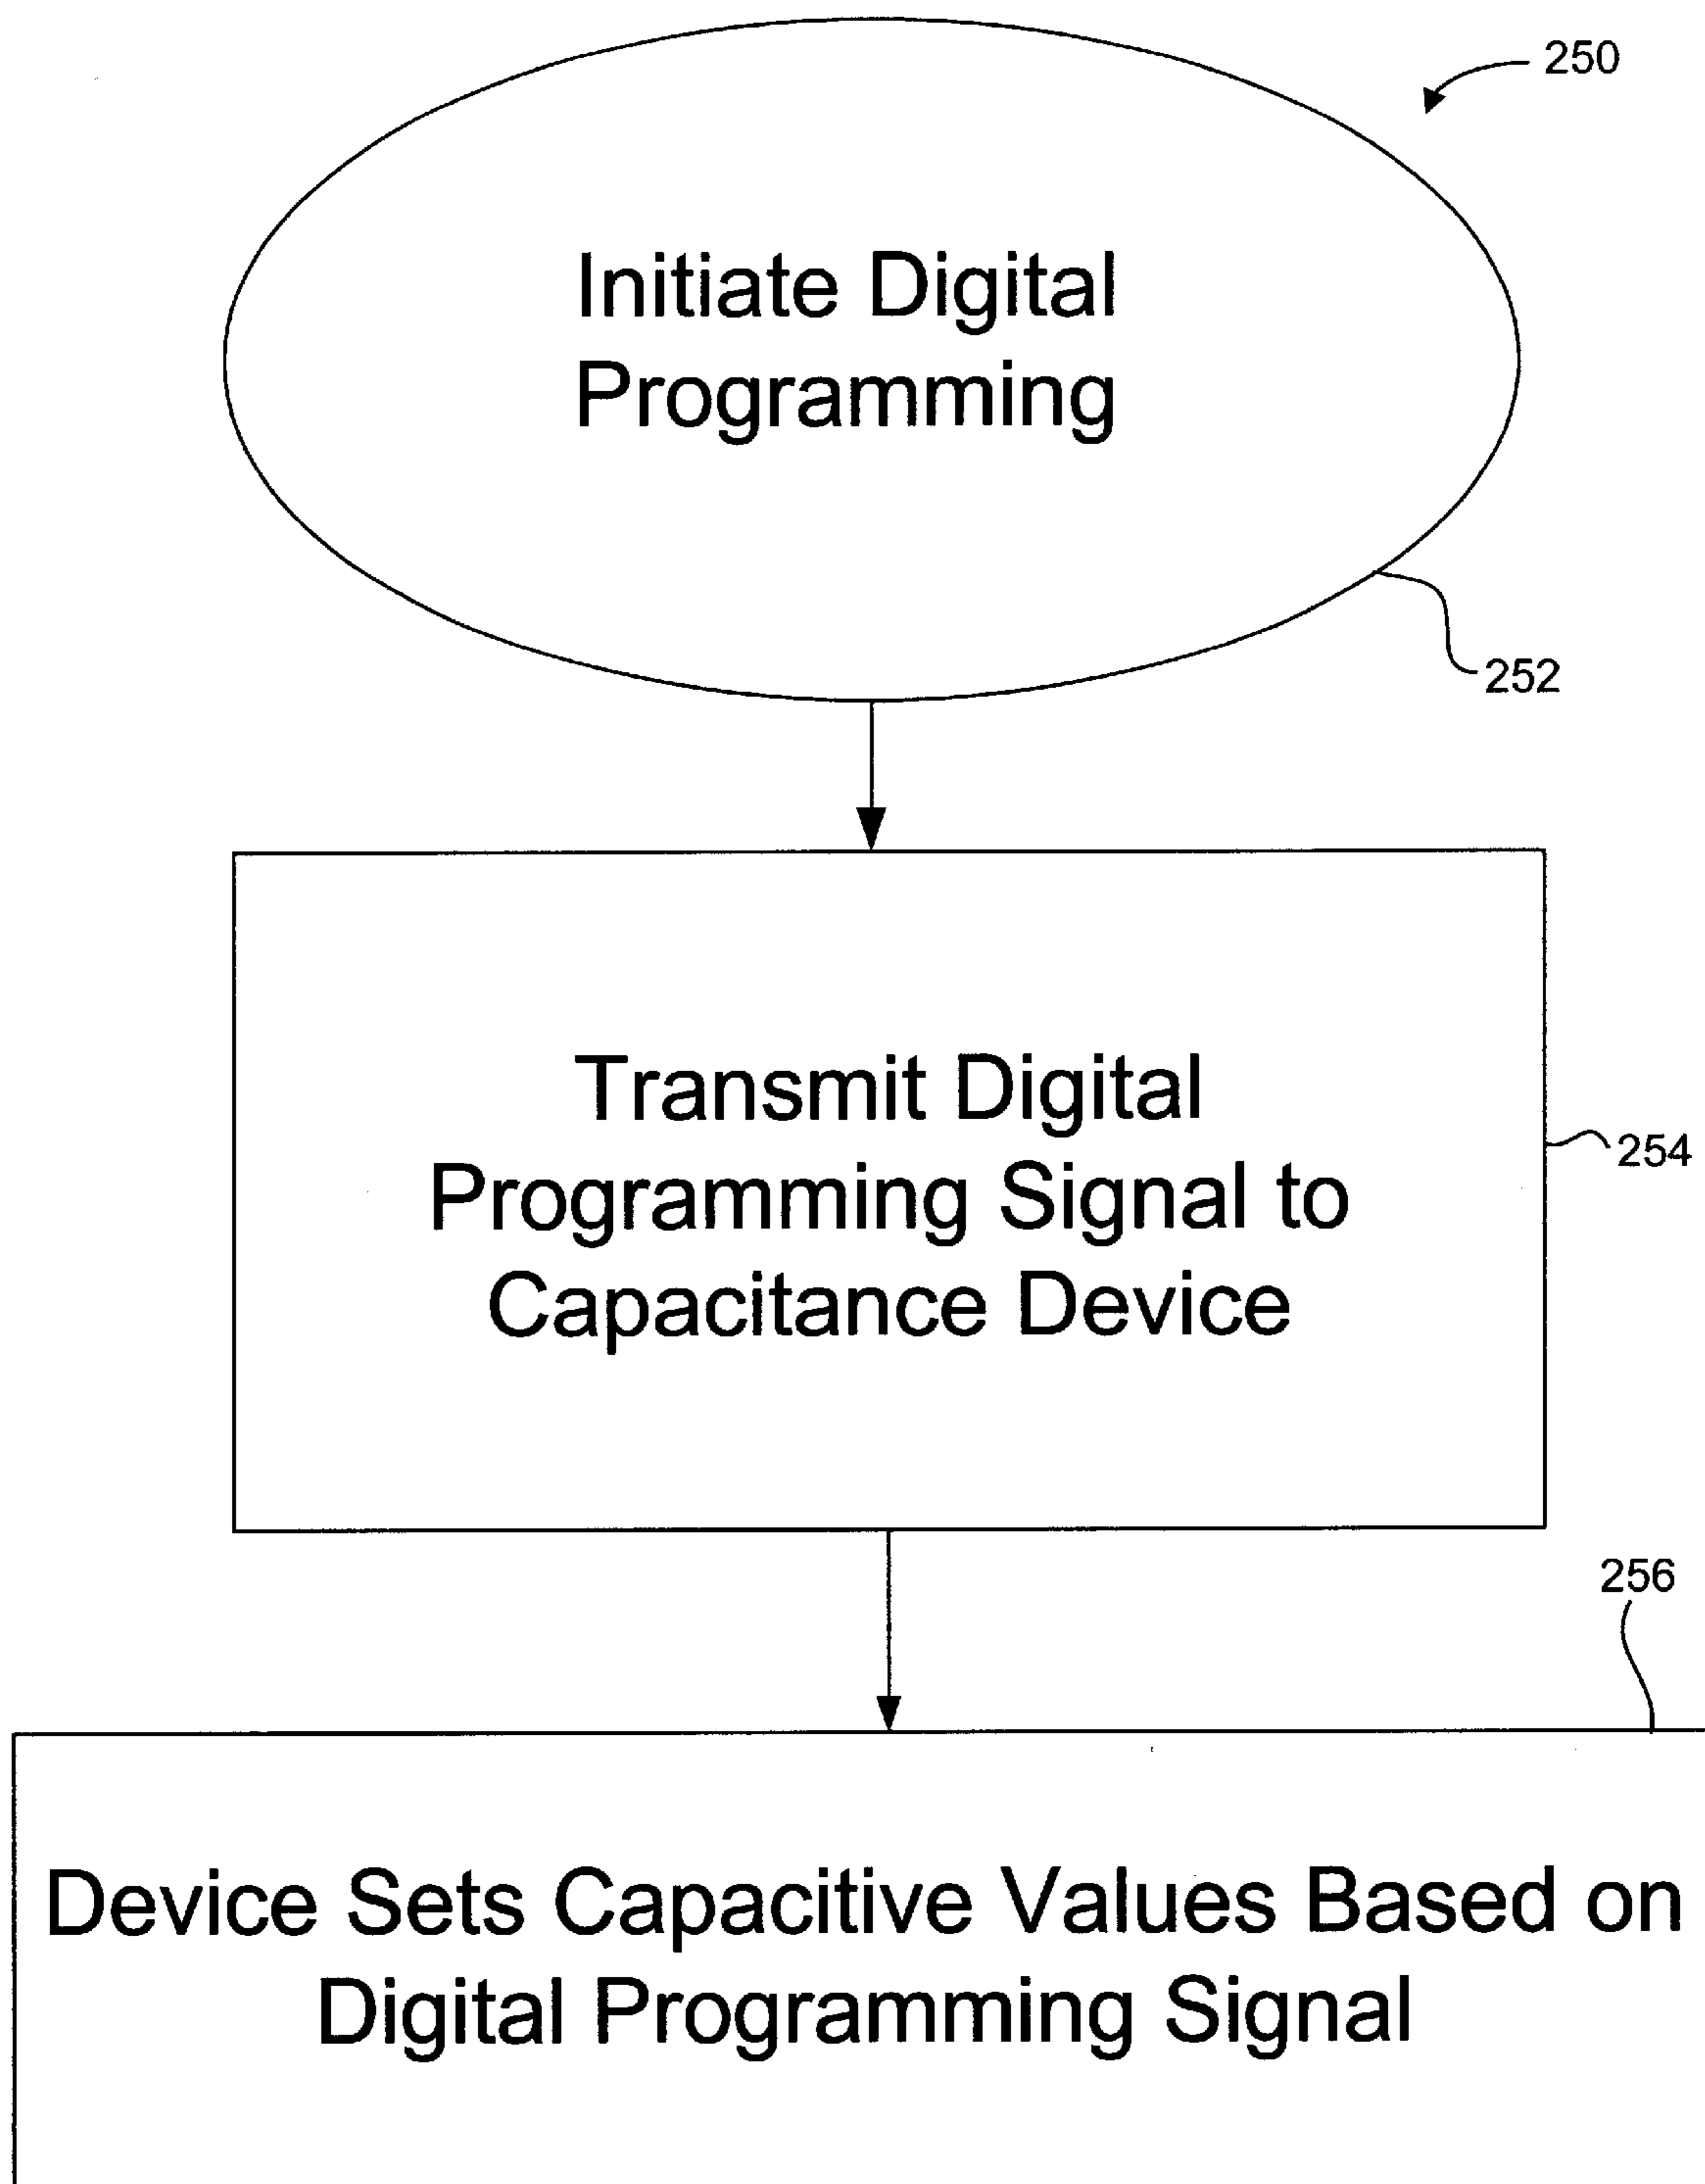 250
Initiate Digital
Programming
252
Transmit Digital
Programming Signal to
Capacitance Device
254
256
Device Sets Capacitive Values Based on
Digital Programming Signal